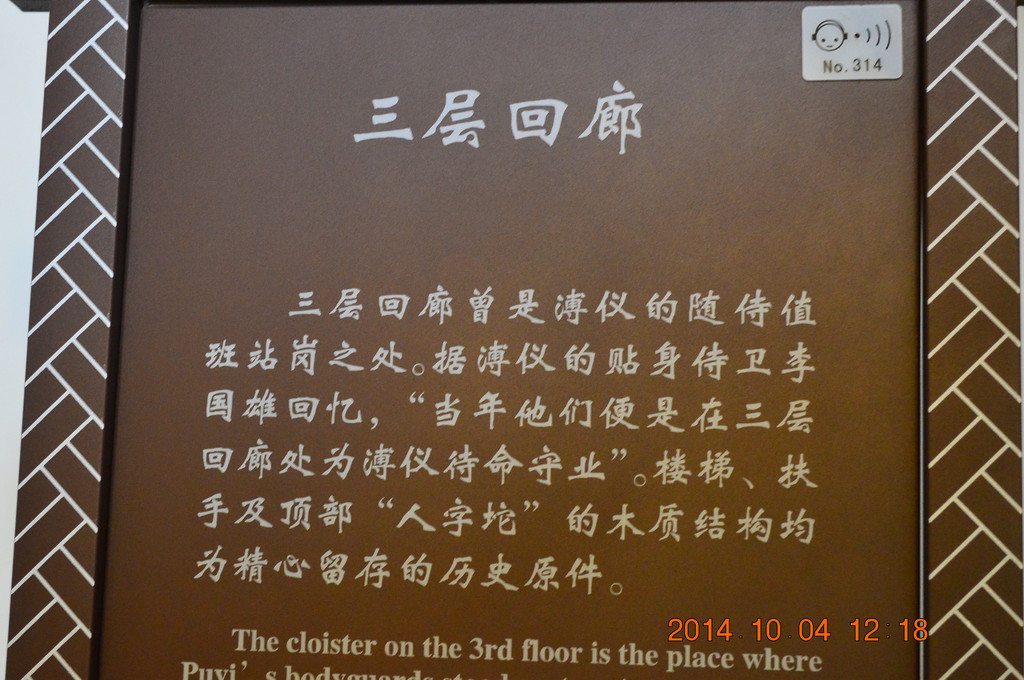 No.314
三层回廊
三层回廊曾是溥仪的随侍值
班站岗之处。据溥仪的贴身侍卫李
国雄回忆，“当年他们便是在三层
回廊处为溥仪待命守业”。楼梯、扶
手及顶部“人字坨”的木质结构均
为精心留存的历史原件。
The cloister on the 3rd floor is the place where
Puyi’s bodyguards
2014.10.04 12:18